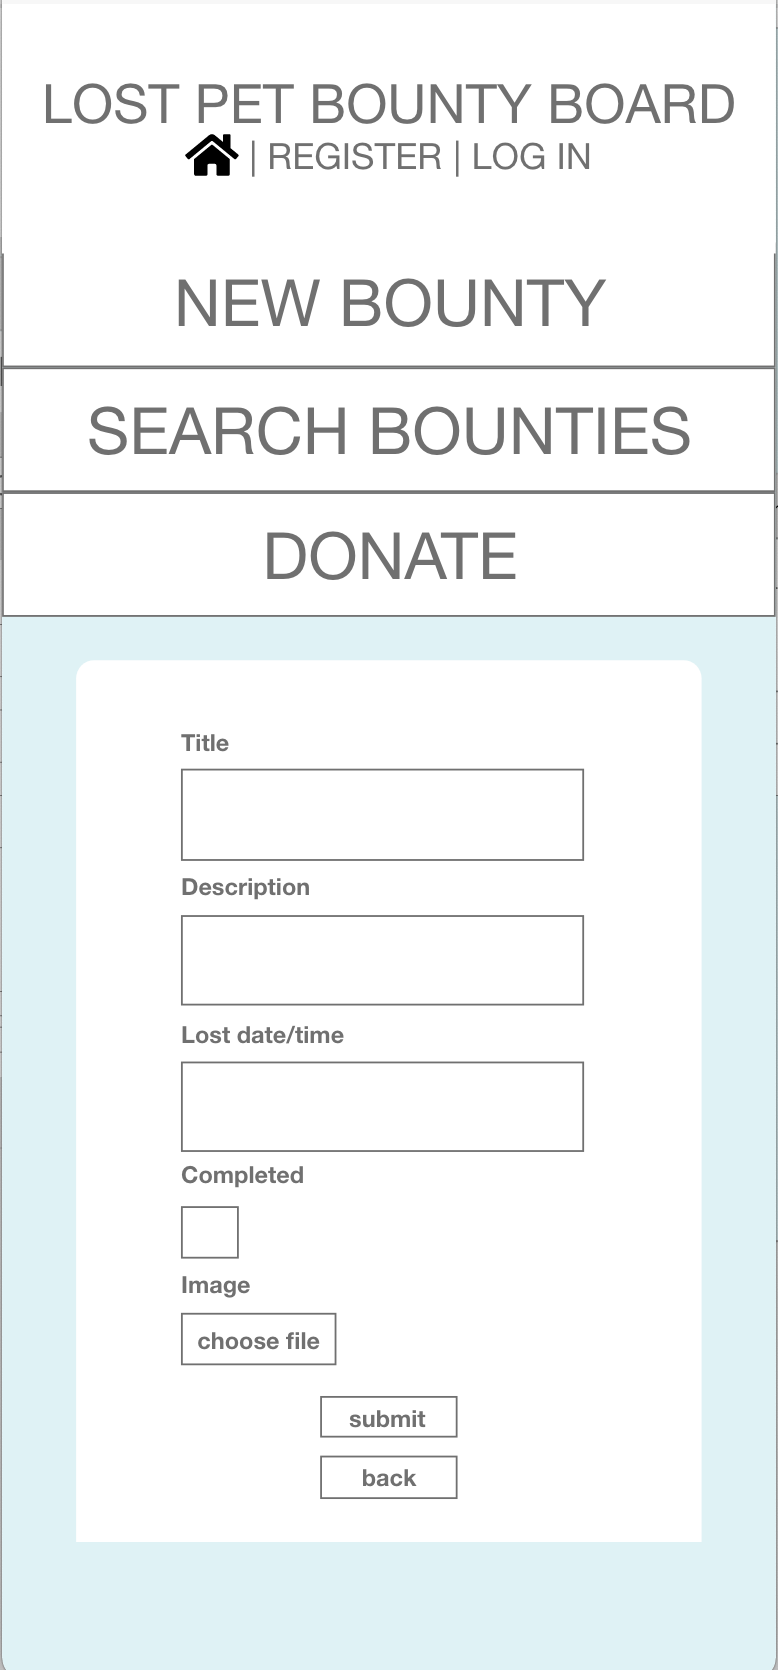 LOST PET BOUNTY BOARD
| REGISTER | LOG IN
NEW BOUNTY
SEARCH BOUNTIES
DONATE
Title
Description
Lost date/time
Completed
Image
choose file
submit
back